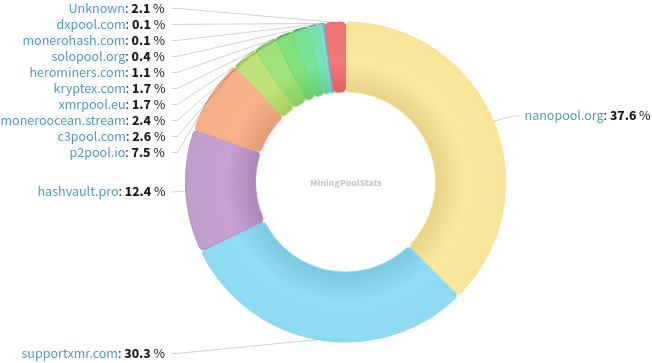 Unknown: 2.1 %
dxpool.com: 0.1 %
monerohash.com: 0.1 %
solopool.org: 0.4 %
herominers.com: 1.1 %
kryptex.com: 1.7 %
xmrpool.eu: 1.7 %
moneroocean.stream: 2.4 %
c3pool.com: 2.6 %
p2pool.io: 7.5 %
hashvault.pro: 12.4 %
supportxmr.com: 30.3 %
nanopool.org: 37.6 %
MiningPoolStats